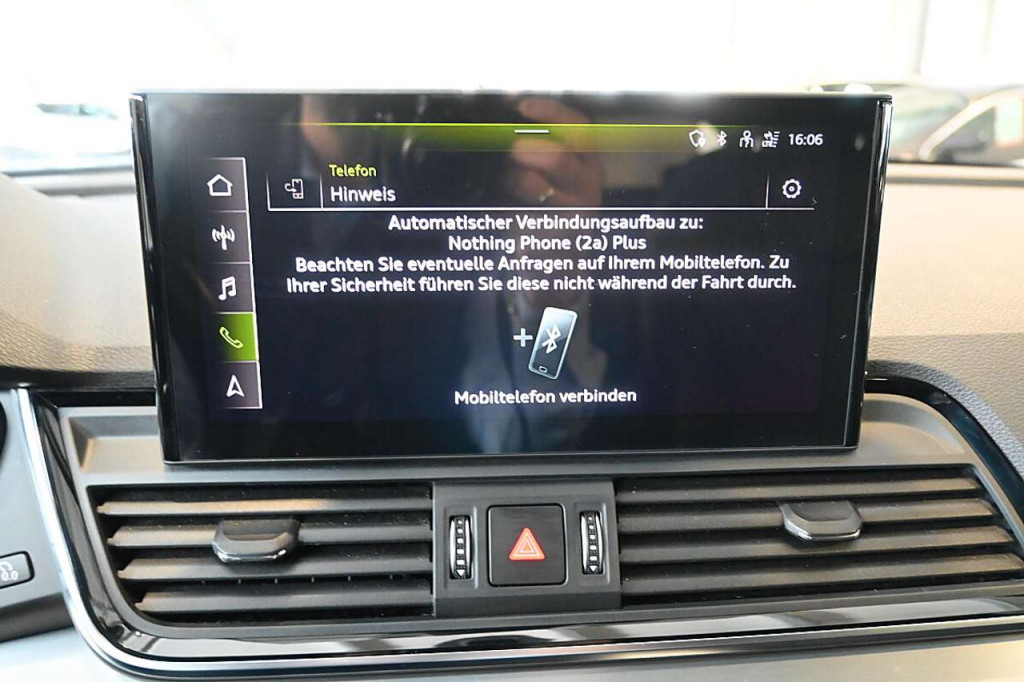 16:06
Telefon
Hinweis
Automatischer Verbindungsaufbau zu:
Nothing Phone (2a) Plus
Beachten Sie eventuelle Anfragen auf Ihrem Mobiltelefon. Zu
Ihrer Sicherheit führen Sie diese nicht während der Fahrt durch.
Mobiltelefon verbinden